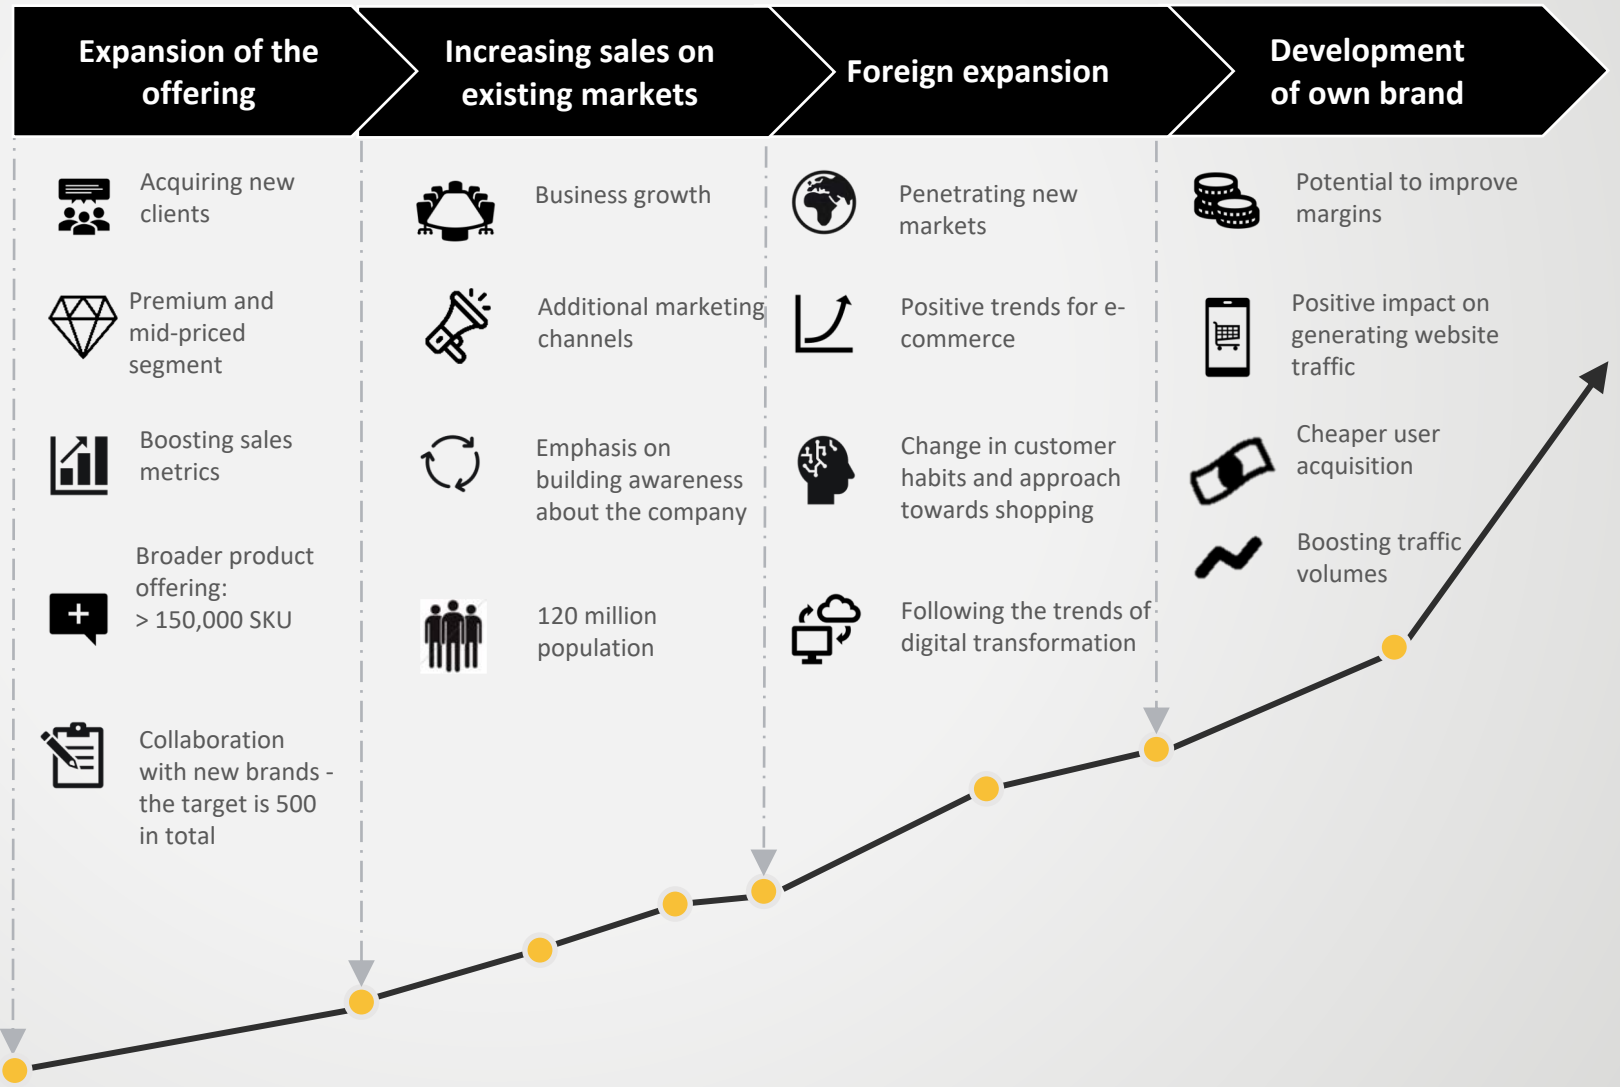 Expansion of the
offering
Increasing sales on
existing markets
Foreign expansion
Development
of own brand
Acquiring new
clients
Premium and
mid-priced
segment
Boosting sales
metrics
Broader product
offering:
> 150,000 SKU
Collaboration
with new brands -
the target is 500
in total
Business growth
Additional marketing
channels
Emphasis on
building awareness
about the company
120 million
population
Penetrating new
markets
Positive trends for e-
commerce
Change in customer
habits and approach
towards shopping
Following the trends of
digital transformation
Potential to improve
margins
Positive impact on
generating website
traffic
Cheaper user
acquisition
Boosting traffic
volumes